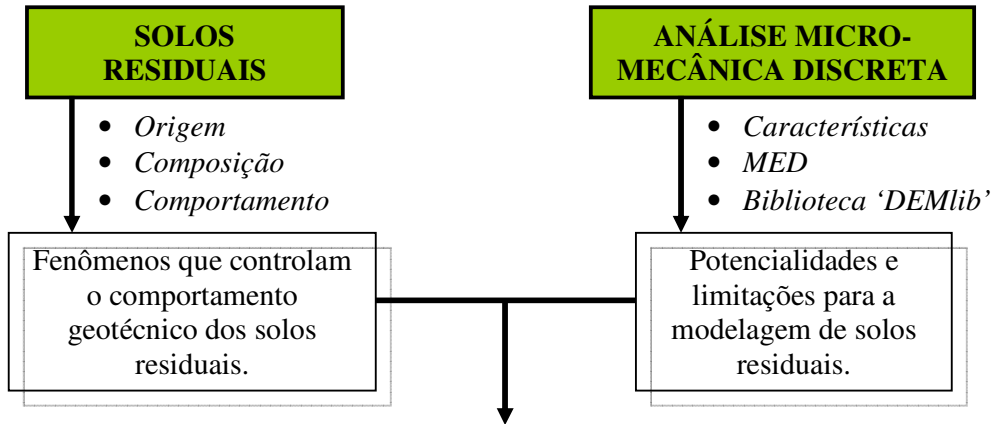 SOLOS
RESIDUAIS
• Origem
• Composição
• Comportamento
Fenômenos que controlam
o comportamento
geotécnico dos solos
residuais.
ANÁLISE MICRO-
MECÂNICA DISCRETA
• Características
• MED
• Biblioteca ‘DEMlib’
Potencialidades e
limitações para a
modelagem de solos
residuais.